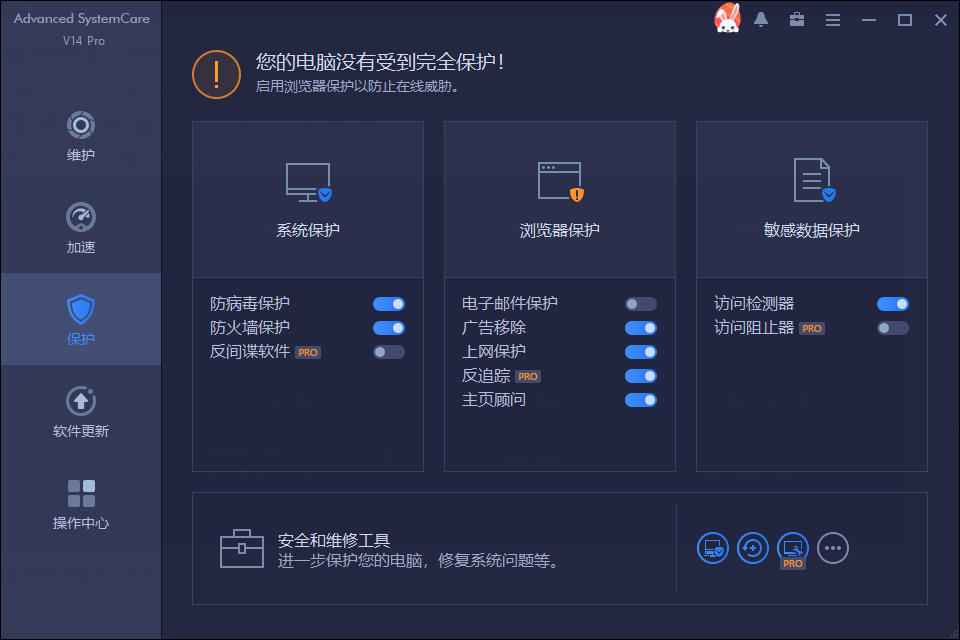 Advanced SystemCare
V14 Pro
维护
加速
保护
软件更新
操作中心
您的电脑没有受到完全保护!
启用浏览器保护以防止在线威胁。
系统保护
防病毒保护
防火墙保护
反间谍软件 PRO
浏览器保护
电子邮件保护
广告移除
上网保护
反追踪 PRO
主页顾问
敏感数据保护
访问检测器
访问阻止器 PRO
安全和维修工具
进一步保护您的电脑，修复系统问题等。
PRO